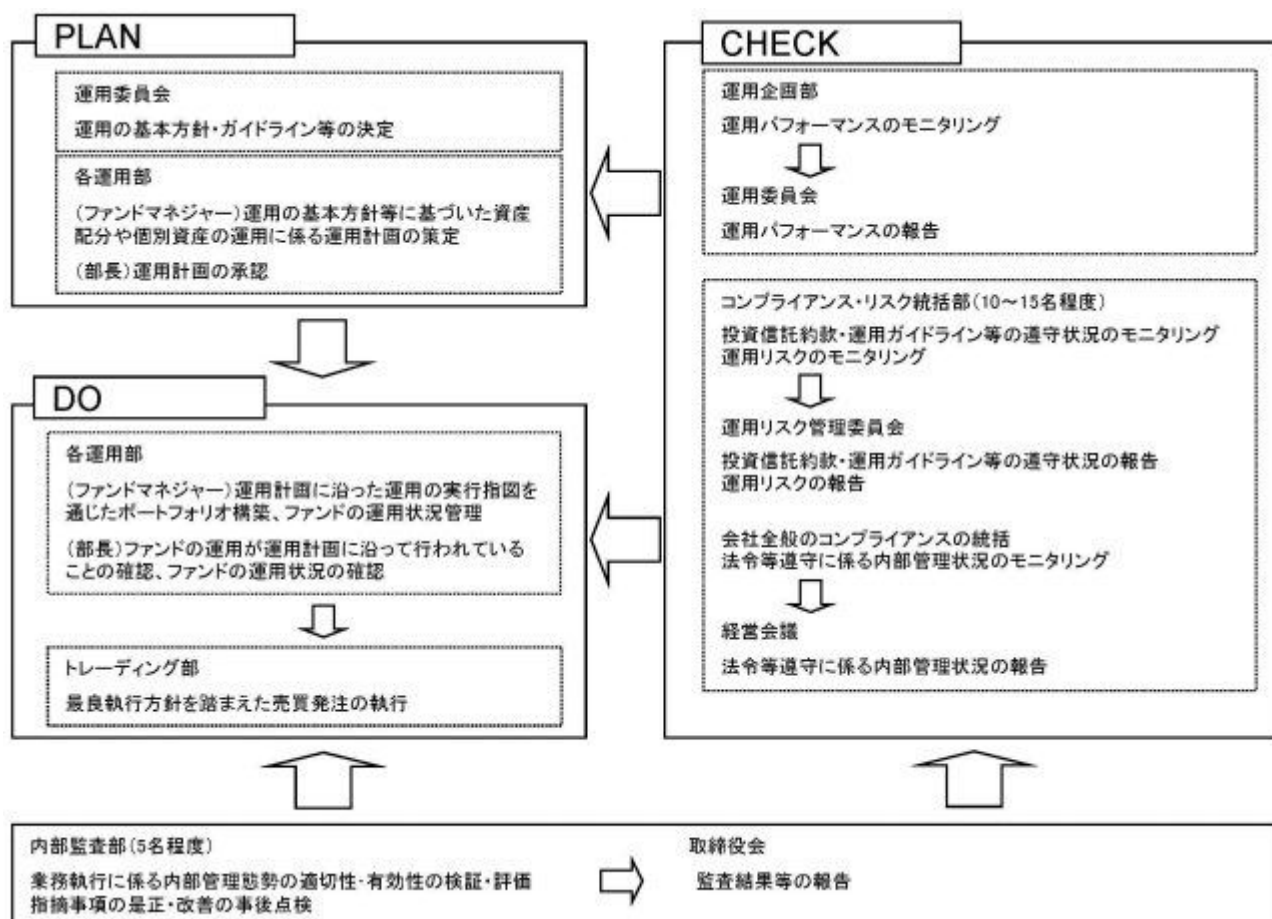 PLAN
運用委員会
運用の基本方針・ガイドライン等の決定
各運用部
(ファンドマネジャー)運用の基本方針等に基づいた資産
配分や個別資産の運用に係る運用計画の策定
(部長)運用計画の承認
DO
各運用部
(ファンドマネジャー)運用計画に沿った運用の実行指図を
通じたポートフォリオ構築、ファンドの運用状況管理
(部長)ファンドの運用が運用計画に沿って行われている
ことの確認、ファンドの運用状況の確認
トレーディング部
最良執行方針を踏まえた売買発注の執行
CHECK
運用企画部
運用パフォーマンスのモニタリング
運用委員会
運用パフォーマンスの報告
コンプライアンス・リスク統括部(10～15名程度)
投資信託約款・運用ガイドライン等の遵守状況のモニタリング
運用リスクのモニタリング
運用リスク管理委員会
投資信託約款・運用ガイドライン等の遵守状況の報告
運用リスクの報告
会社全般のコンプライアンスの統括
法令等遵守に係る内部管理状況のモニタリング
経営会議
法令等遵守に係る内部管理状況の報告
内部監査部(5名程度)
業務執行に係る内部管理態勢の適切性・有効性の検証・評価
指摘事項の是正・改善の事後点検
取締役会
監査結果等の報告